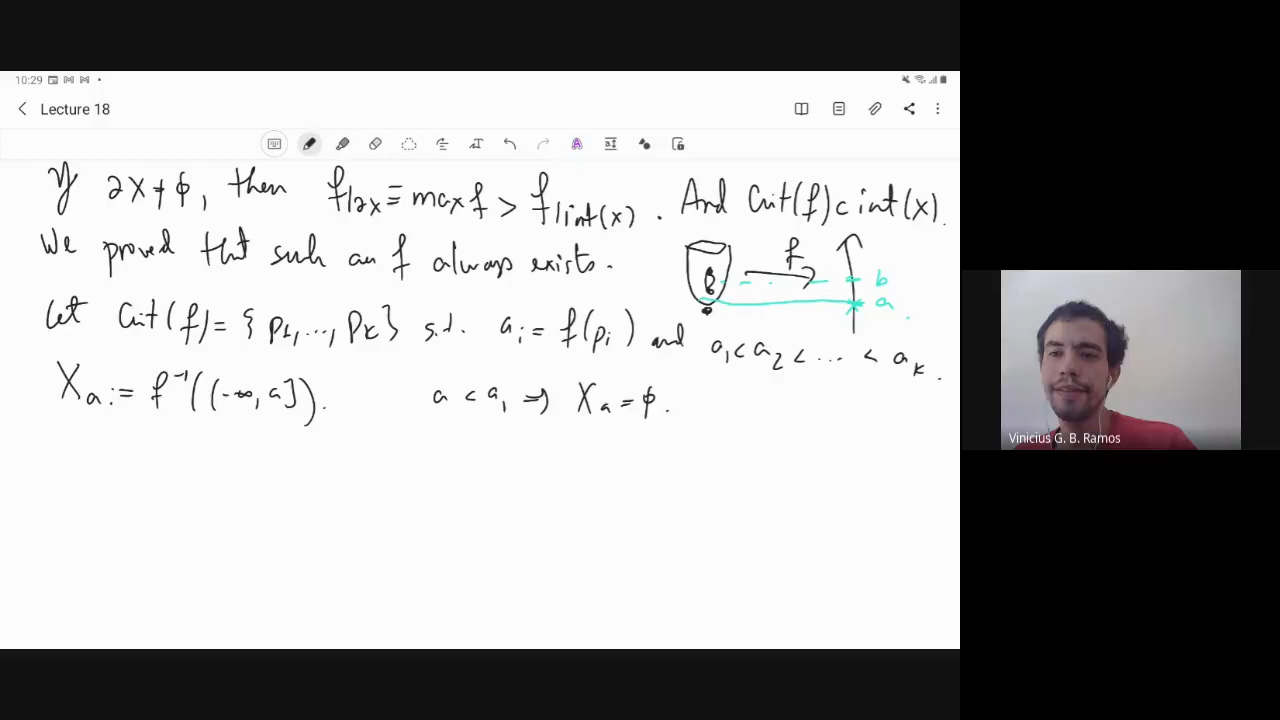 10:29
Lecture 18
If ∂X ≠ ϕ, then f|∂X ≡ max f > f|int(X). And Crit(f) ⊂ int(X).
We proved that such an f always exists.
f
b
a
Let Crit(f) = {p1, ..., pk} s.t. ai := f(pi) and a1 < a2 < ... < ak.
Xa := f⁻¹((-∞, a]). a < a1 ⇒ Xa = ϕ.
Vinicius G. B. Ramos